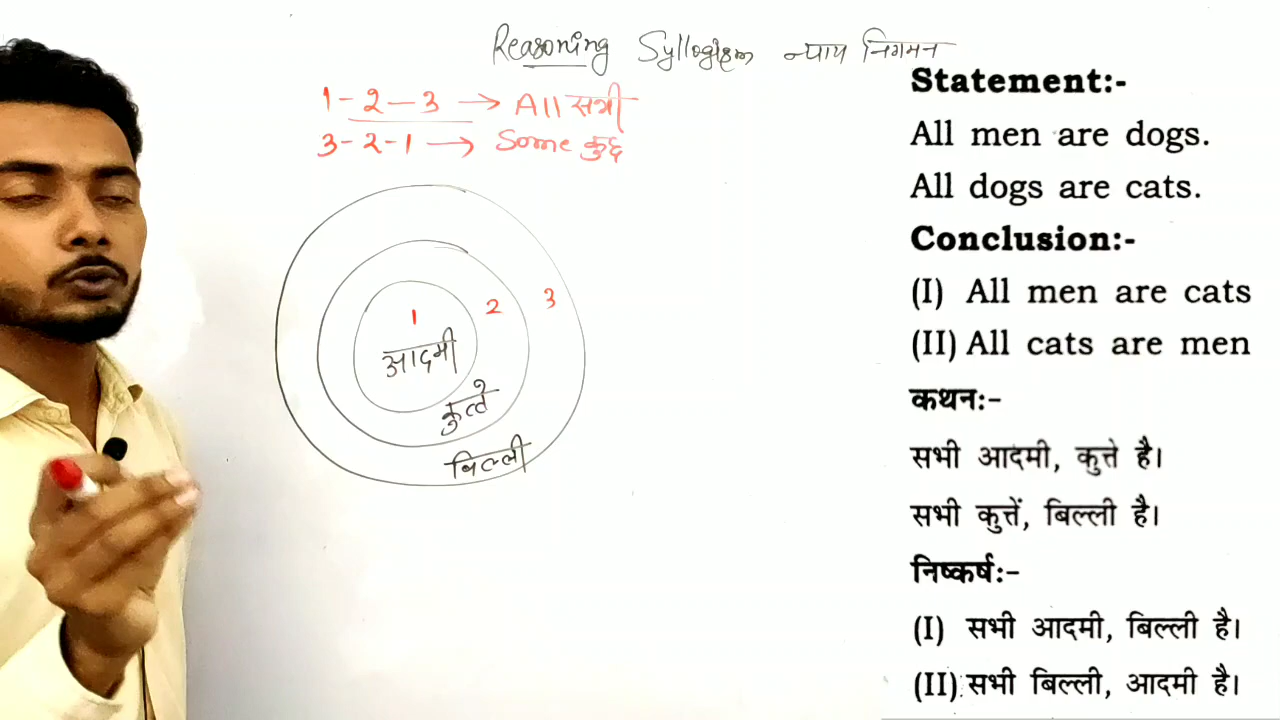 Reasoning Syllogism न्याय निगमन
1-2-3 → All सभी
3-2-1 → Some कुछ
1
2
3
आदमी
कुत्ते
बिल्ली
Statement:-
All men are dogs.
All dogs are cats.
Conclusion:-
(I) All men are cats
(II) All cats are men
कथन:-
सभी आदमी, कुत्ते है।
सभी कुत्तें, बिल्ली है।
निष्कर्ष:-
(I) सभी आदमी, बिल्ली है।
(II) सभी बिल्ली, आदमी है।